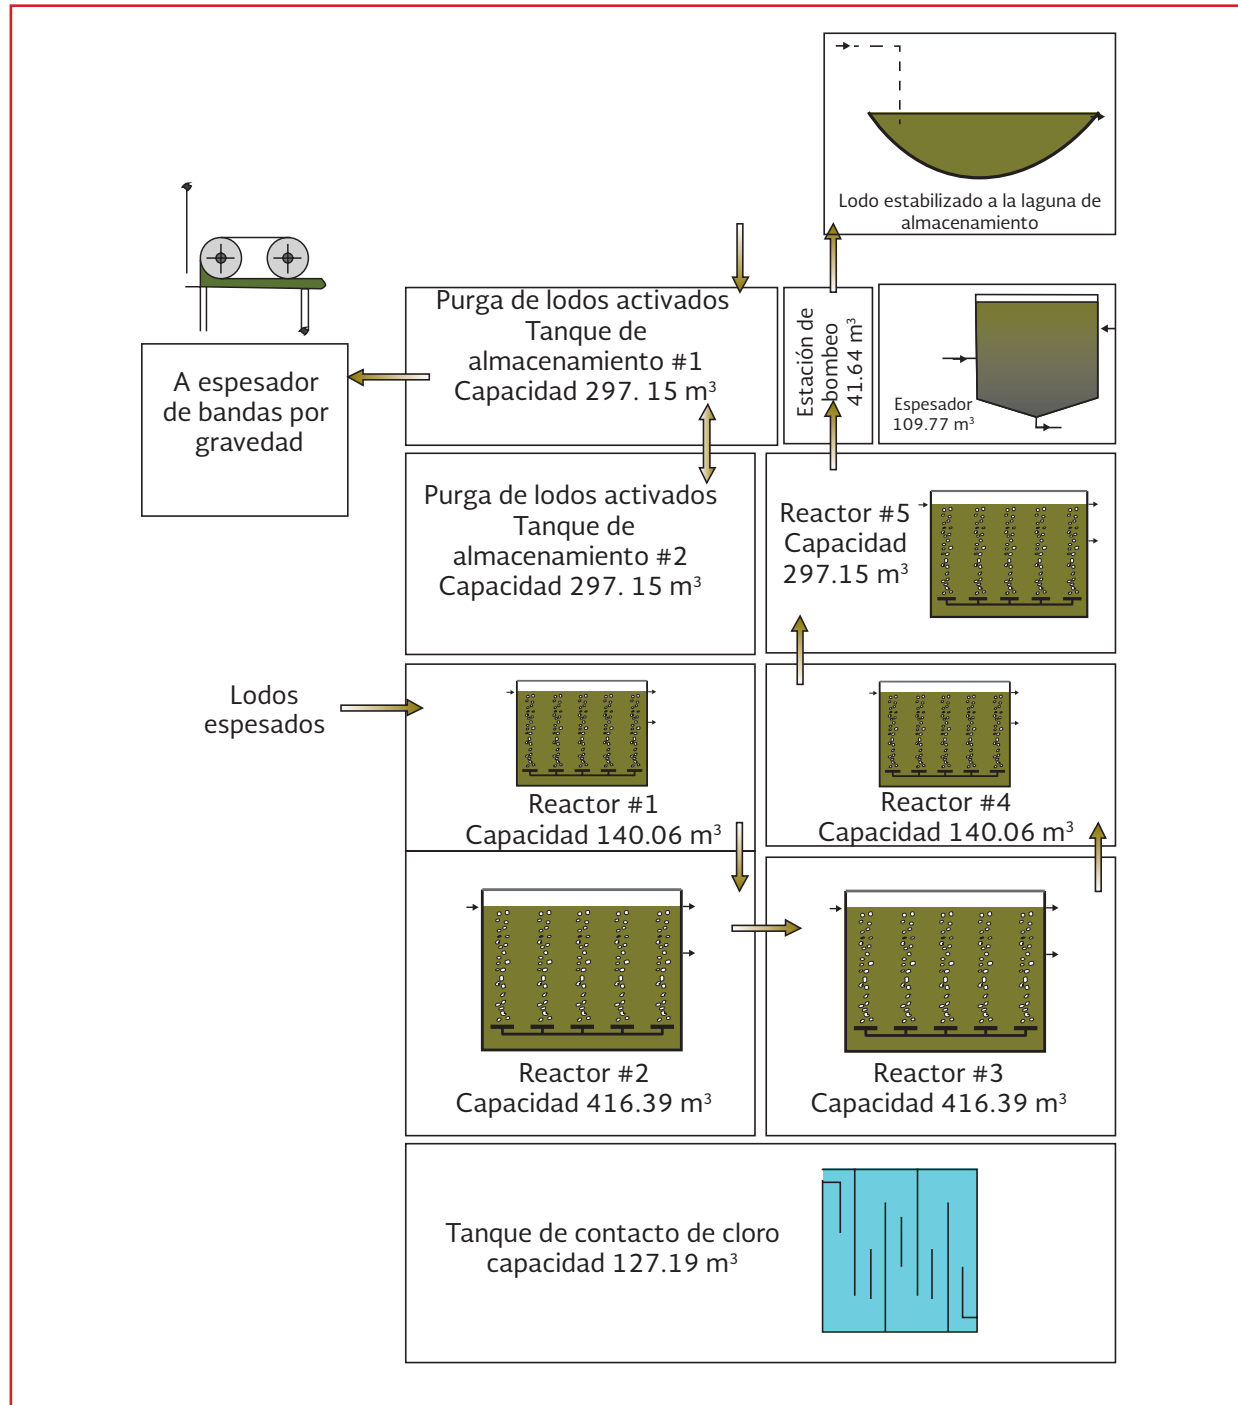 Lodo estabilizado a la laguna de
almacenamiento
Purga de lodos activados
Tanque de
almacenamiento #1
Capacidad 297. 15 m³
Estación de
bombeo
41.64 m³
Espesador
109.77 m³
A espesador
de bandas por
gravedad
Purga de lodos activados
Tanque de
almacenamiento #2
Capacidad 297. 15 m³
Reactor #5
Capacidad
297.15 m³
Lodos
espesados
Reactor #1
Capacidad 140.06 m³
Reactor #4
Capacidad 140.06 m³
Reactor #2
Capacidad 416.39 m³
Reactor #3
Capacidad 416.39 m³
Tanque de contacto de cloro
capacidad 127.19 m³